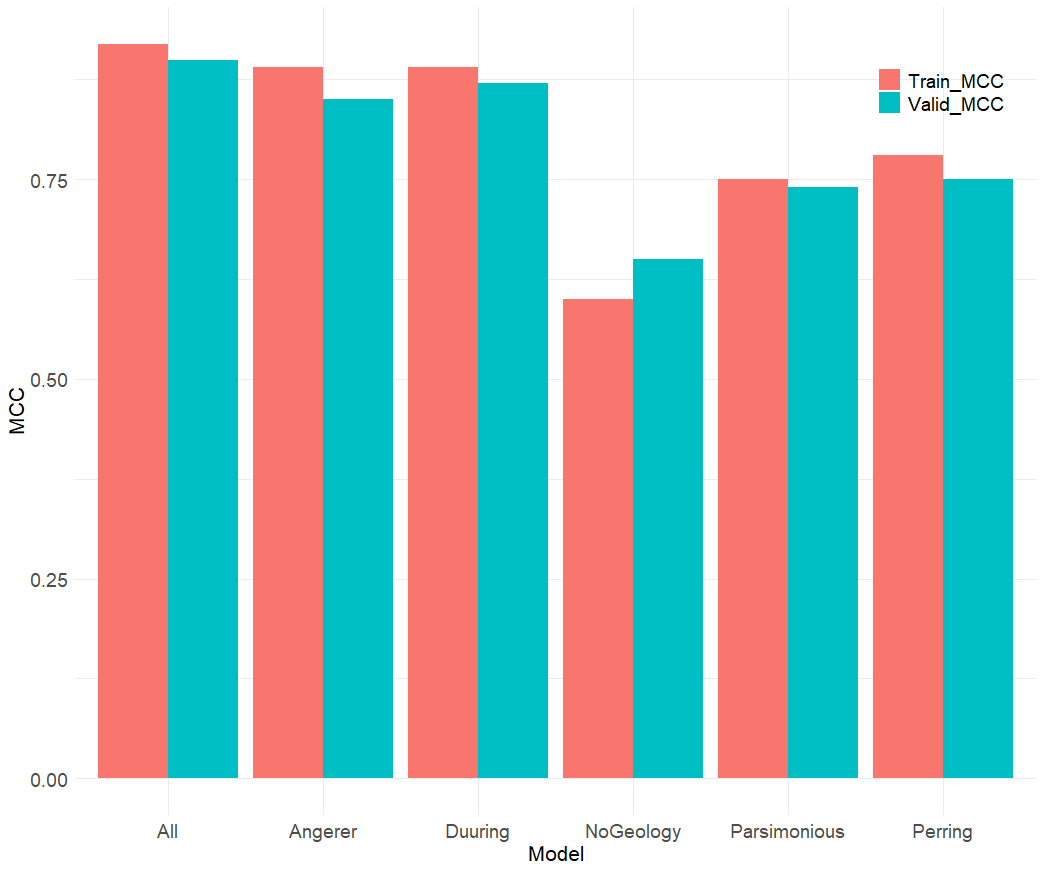 Train_MCC
Valid_MCC
0.75
0.50
0.25
0.00
MCC
All
Angerer
Duuring
NoGeology
Parsimonious
Perring
Model